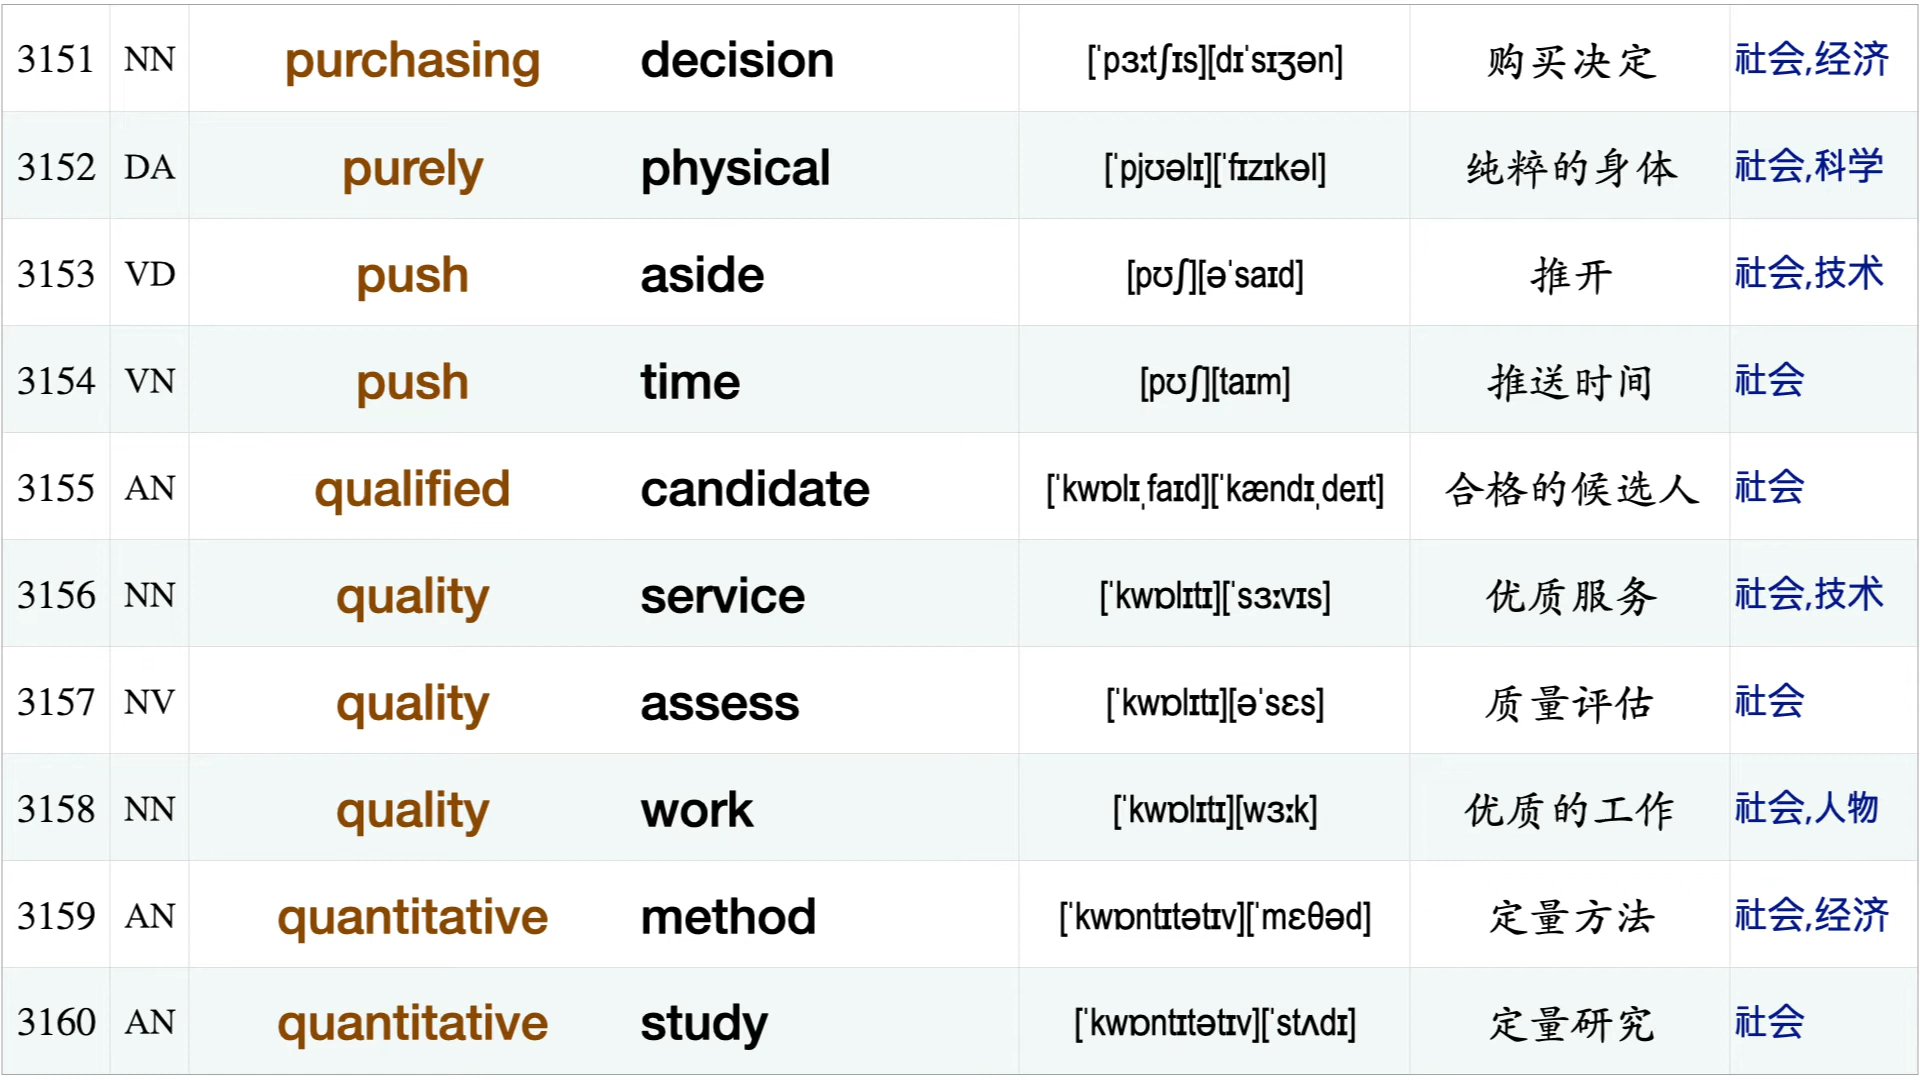 3151 NN purchasing decision [ˈpɜːtʃɪs][dɪˈsɪʒən] 购买决定 社会,经济
3152 DA purely physical [ˈpjʊəlɪ][ˈfɪzɪkəl] 纯粹的身体 社会,科学
3153 VD push aside [pʊʃ][əˈsaɪd] 推开 社会,技术
3154 VN push time [pʊʃ][taɪm] 推送时间 社会
3155 AN qualified candidate [ˈkwɒlɪˌfaɪd][ˈkændɪˌdeɪt] 合格的候选人 社会
3156 NN quality service [ˈkwɒlɪtɪ][ˈsɜːvɪs] 优质服务 社会,技术
3157 NV quality assess [ˈkwɒlɪtɪ][əˈsɛs] 质量评估 社会
3158 NN quality work [ˈkwɒlɪtɪ][wɜːk] 优质的工作 社会,人物
3159 AN quantitative method [ˈkwɒntɪtətɪv][ˈmɛθəd] 定量方法 社会,经济
3160 AN quantitative study [ˈkwɒntɪtətɪv][ˈstʌdɪ] 定量研究 社会